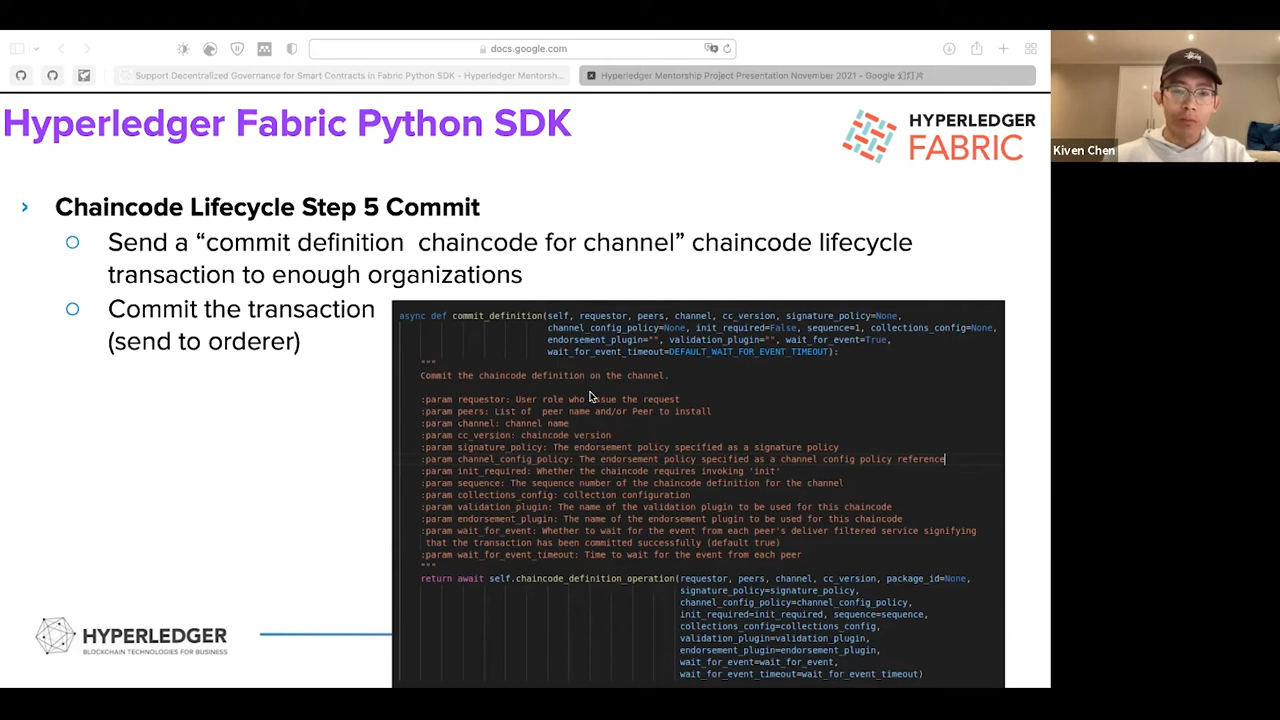 docs.google.com
Support Decentralized Governance for Smart Contracts in Fabric Python SDK - Hyperledger Mentorsh...
Hyperledger Mentorship Project Presentation November 2021 - Google 幻灯片
Hyperledger Fabric Python SDK
HYPERLEDGER
FABRIC
Kiven Chen
› Chaincode Lifecycle Step 5 Commit
○ Send a “commit definition chaincode for channel” chaincode lifecycle
transaction to enough organizations
○ Commit the transaction
(send to orderer)
async def commit_definition(self, requestor, peers, channel, cc_version, signature_policy=None,
channel_config_policy=None, init_required=False, sequence=1, collections_config=None,
endorsement_plugin="", validation_plugin="", wait_for_event=True,
wait_for_event_timeout=DEFAULT_WAIT_FOR_EVENT_TIMEOUT):
"""
Commit the chaincode definition on the channel.
:param requestor: User role who issue the request
:param peers: List of  peer name and/or Peer to install
:param channel: channel name
:param cc_version: chaincode version
:param signature_policy: The endorsement policy specified as a signature policy
:param channel_config_policy: The endorsement policy specified as a channel config policy reference
:param init_required: Whether the chaincode requires invoking 'init'
:param sequence: The sequence number of the chaincode definition for the channel
:param collections_config: collection configuration
:param validation_plugin: The name of the validation plugin to be used for this chaincode
:param endorsement_plugin: The name of the endorsement plugin to be used for this chaincode
:param wait_for_event: Whether to wait for the event from each peer's deliver filtered service signifying
that the transaction has been committed successfully (default true)
:param wait_for_event_timeout: Time to wait for the event from each peer
"""
return await self.chaincode_definition_operation(requestor, peers, channel, cc_version, package_id=None,
signature_policy=signature_policy,
channel_config_policy=channel_config_policy,
init_required=init_required, sequence=sequence,
collections_config=collections_config,
validation_plugin=validation_plugin,
endorsement_plugin=endorsement_plugin,
wait_for_event=wait_for_event,
wait_for_event_timeout=wait_for_event_timeout)
HYPERLEDGER
BLOCKCHAIN TECHNOLOGIES FOR BUSINESS